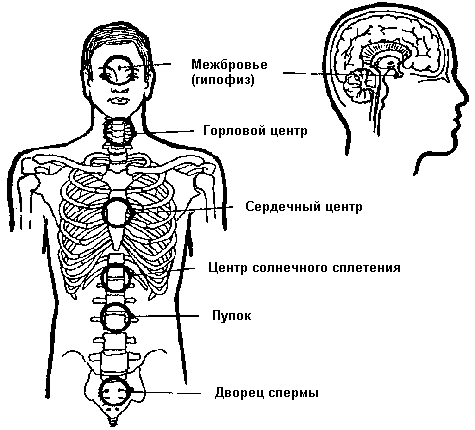 Межбровье
(гипофиз)
Горловой центр
Сердечный центр
Центр солнечного сплетения
Пупок
Дворец спермы